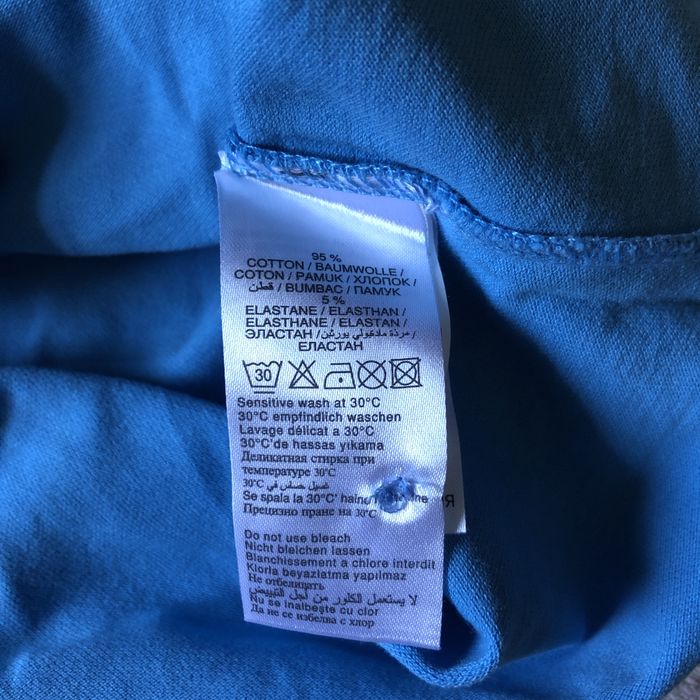 95 %
COTTON / BAUMWOLLE /
COTON / PAMUK / ХЛОПОК /
قطن / BUMBAC / ПАМУК
5 %
ELASTANE / ELASTHAN /
ELASTHANE / ELASTAN /
ЭЛАСТАН /
ЕЛАСТАН
30
Sensitive wash at 30°C
30°C empfindlich waschen
Lavage délicat a 30°C
30°C'de hassas yıkama
Деликатная стирка при
температуре 30°C
غسيل حساس في 30°C
Se spala la 30°C'
Прецизно пране на 30°C
Do not use bleach
Nicht bleichen lassen
Blanchissement a chlore interdit
Klorla beyazlatma yapılmaz
Не отбеливать
لا يستعمل الكلور من أجل التبييض
Nu se inalbeşte cu clor
Да не се избелва с хлор